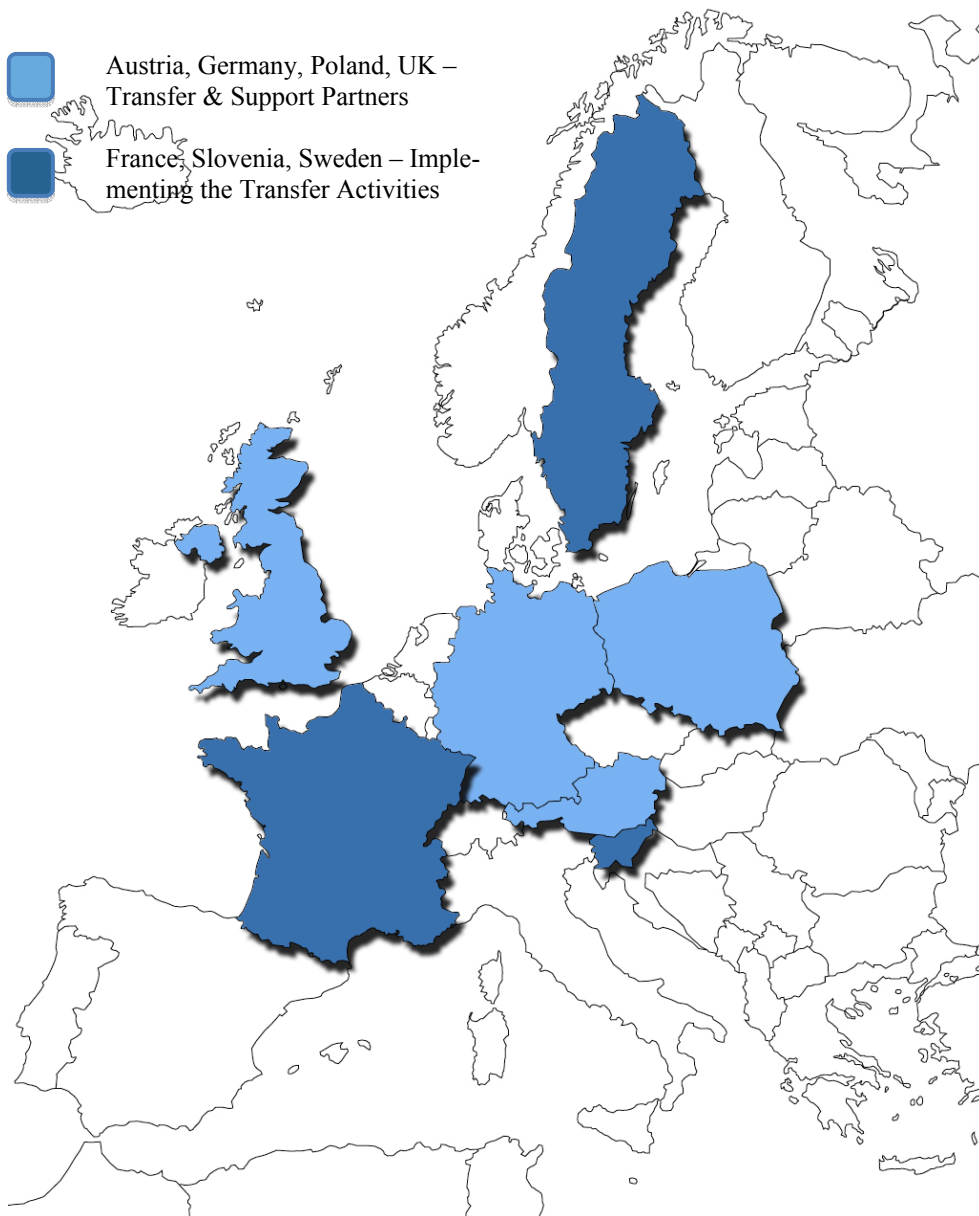 Austria, Germany, Poland, UK –
Transfer & Support Partners
France, Slovenia, Sweden – Imple-
menting the Transfer Activities